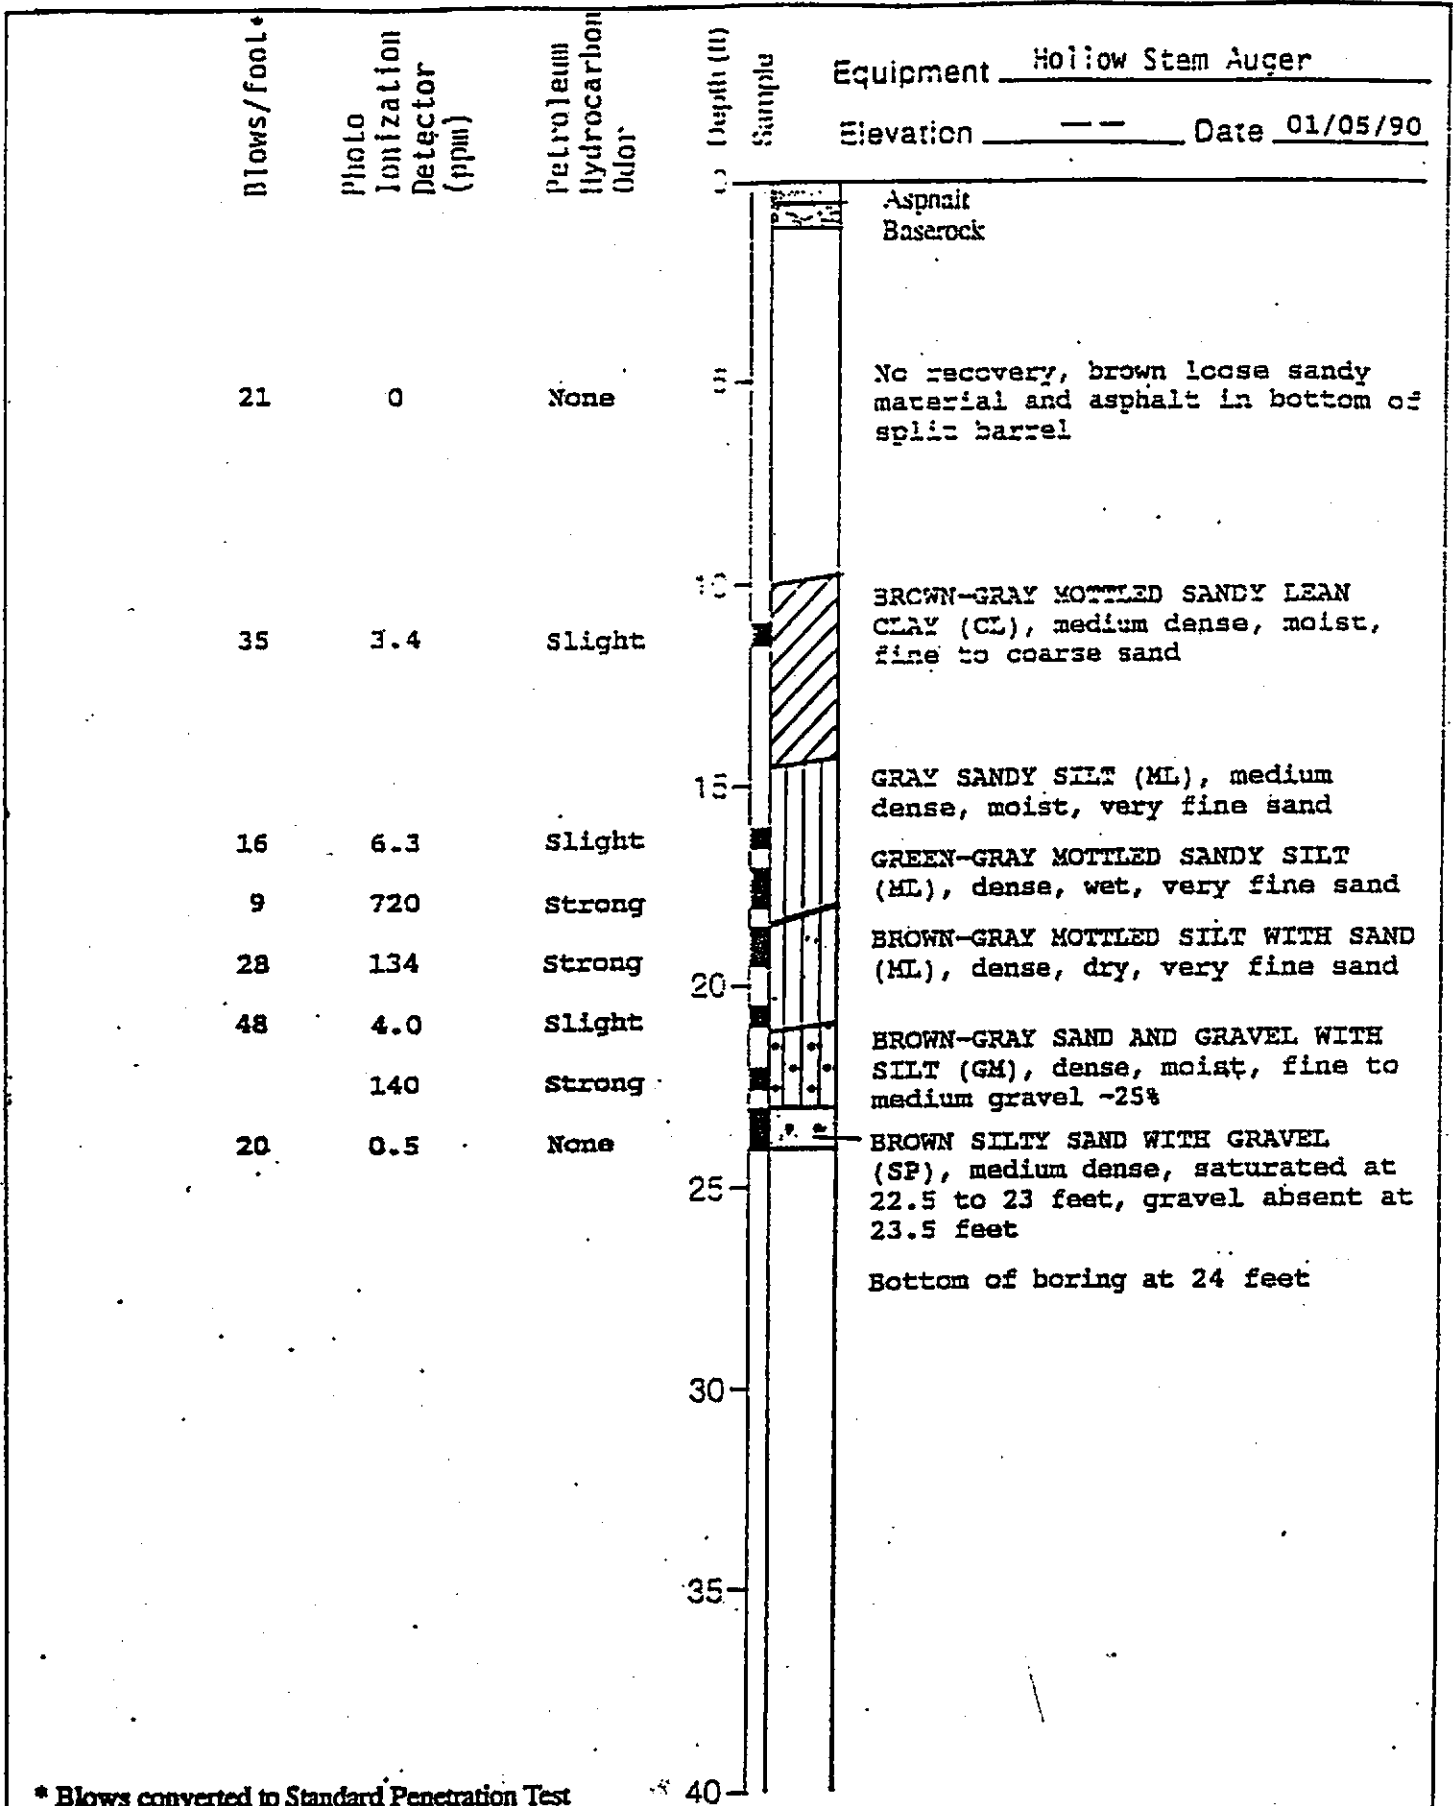 Blows/foot*
Photo
Ionization
Detector
(ppm)
Petroleum
Hydrocarbon
Odor
Depth (ft)
Sample
Equipment Hollow Stem Auger
Elevation -- Date 01/05/90
0
Asphalt
Baserock
5
21 0 None
No recovery, brown loose sandy
material and asphalt in bottom of
split barrel
10
35 3.4 Slight
BROWN-GRAY MOTTLED SANDY LEAN
CLAY (CL), medium dense, moist,
fine to coarse sand
15
GRAY SANDY SILT (ML), medium
dense, moist, very fine sand
16 6.3 Slight
GREEN-GRAY MOTTLED SANDY SILT
(ML), dense, wet, very fine sand
9 720 Strong
BROWN-GRAY MOTTLED SILT WITH SAND
(ML), dense, dry, very fine sand
28 134 Strong
20
48 4.0 Slight
BROWN-GRAY SAND AND GRAVEL WITH
SILT (GM), dense, moist, fine to
medium gravel ~25%
140 Strong
20 0.5 None
BROWN SILTY SAND WITH GRAVEL
(SP), medium dense, saturated at
22.5 to 23 feet, gravel absent at
23.5 feet
25
Bottom of boring at 24 feet
30
35
40
* Blows converted to Standard Penetration Test